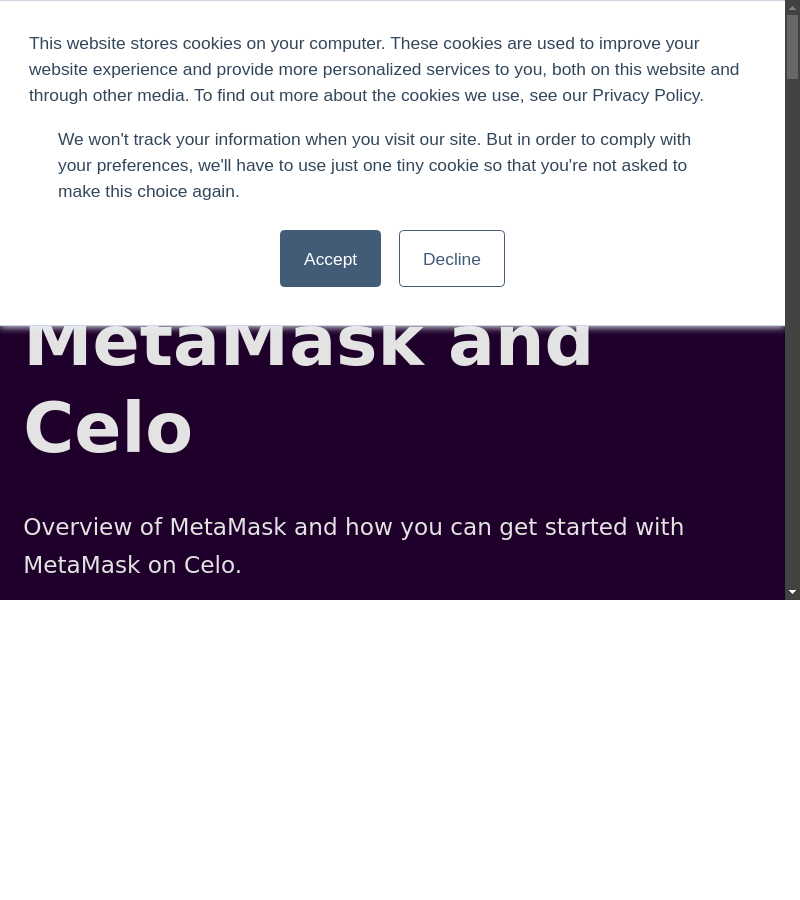 This website stores cookies on your computer. These cookies are used to improve your
website experience and provide more personalized services to you, both on this website and
through other media. To find out more about the cookies we use, see our Privacy Policy.
We won't track your information when you visit our site. But in order to comply with
your preferences, we'll have to use just one tiny cookie so that you're not asked to
make this choice again.
Accept Decline
MetaMask and
Celo
Overview of MetaMask and how you can get started with
MetaMask on Celo.